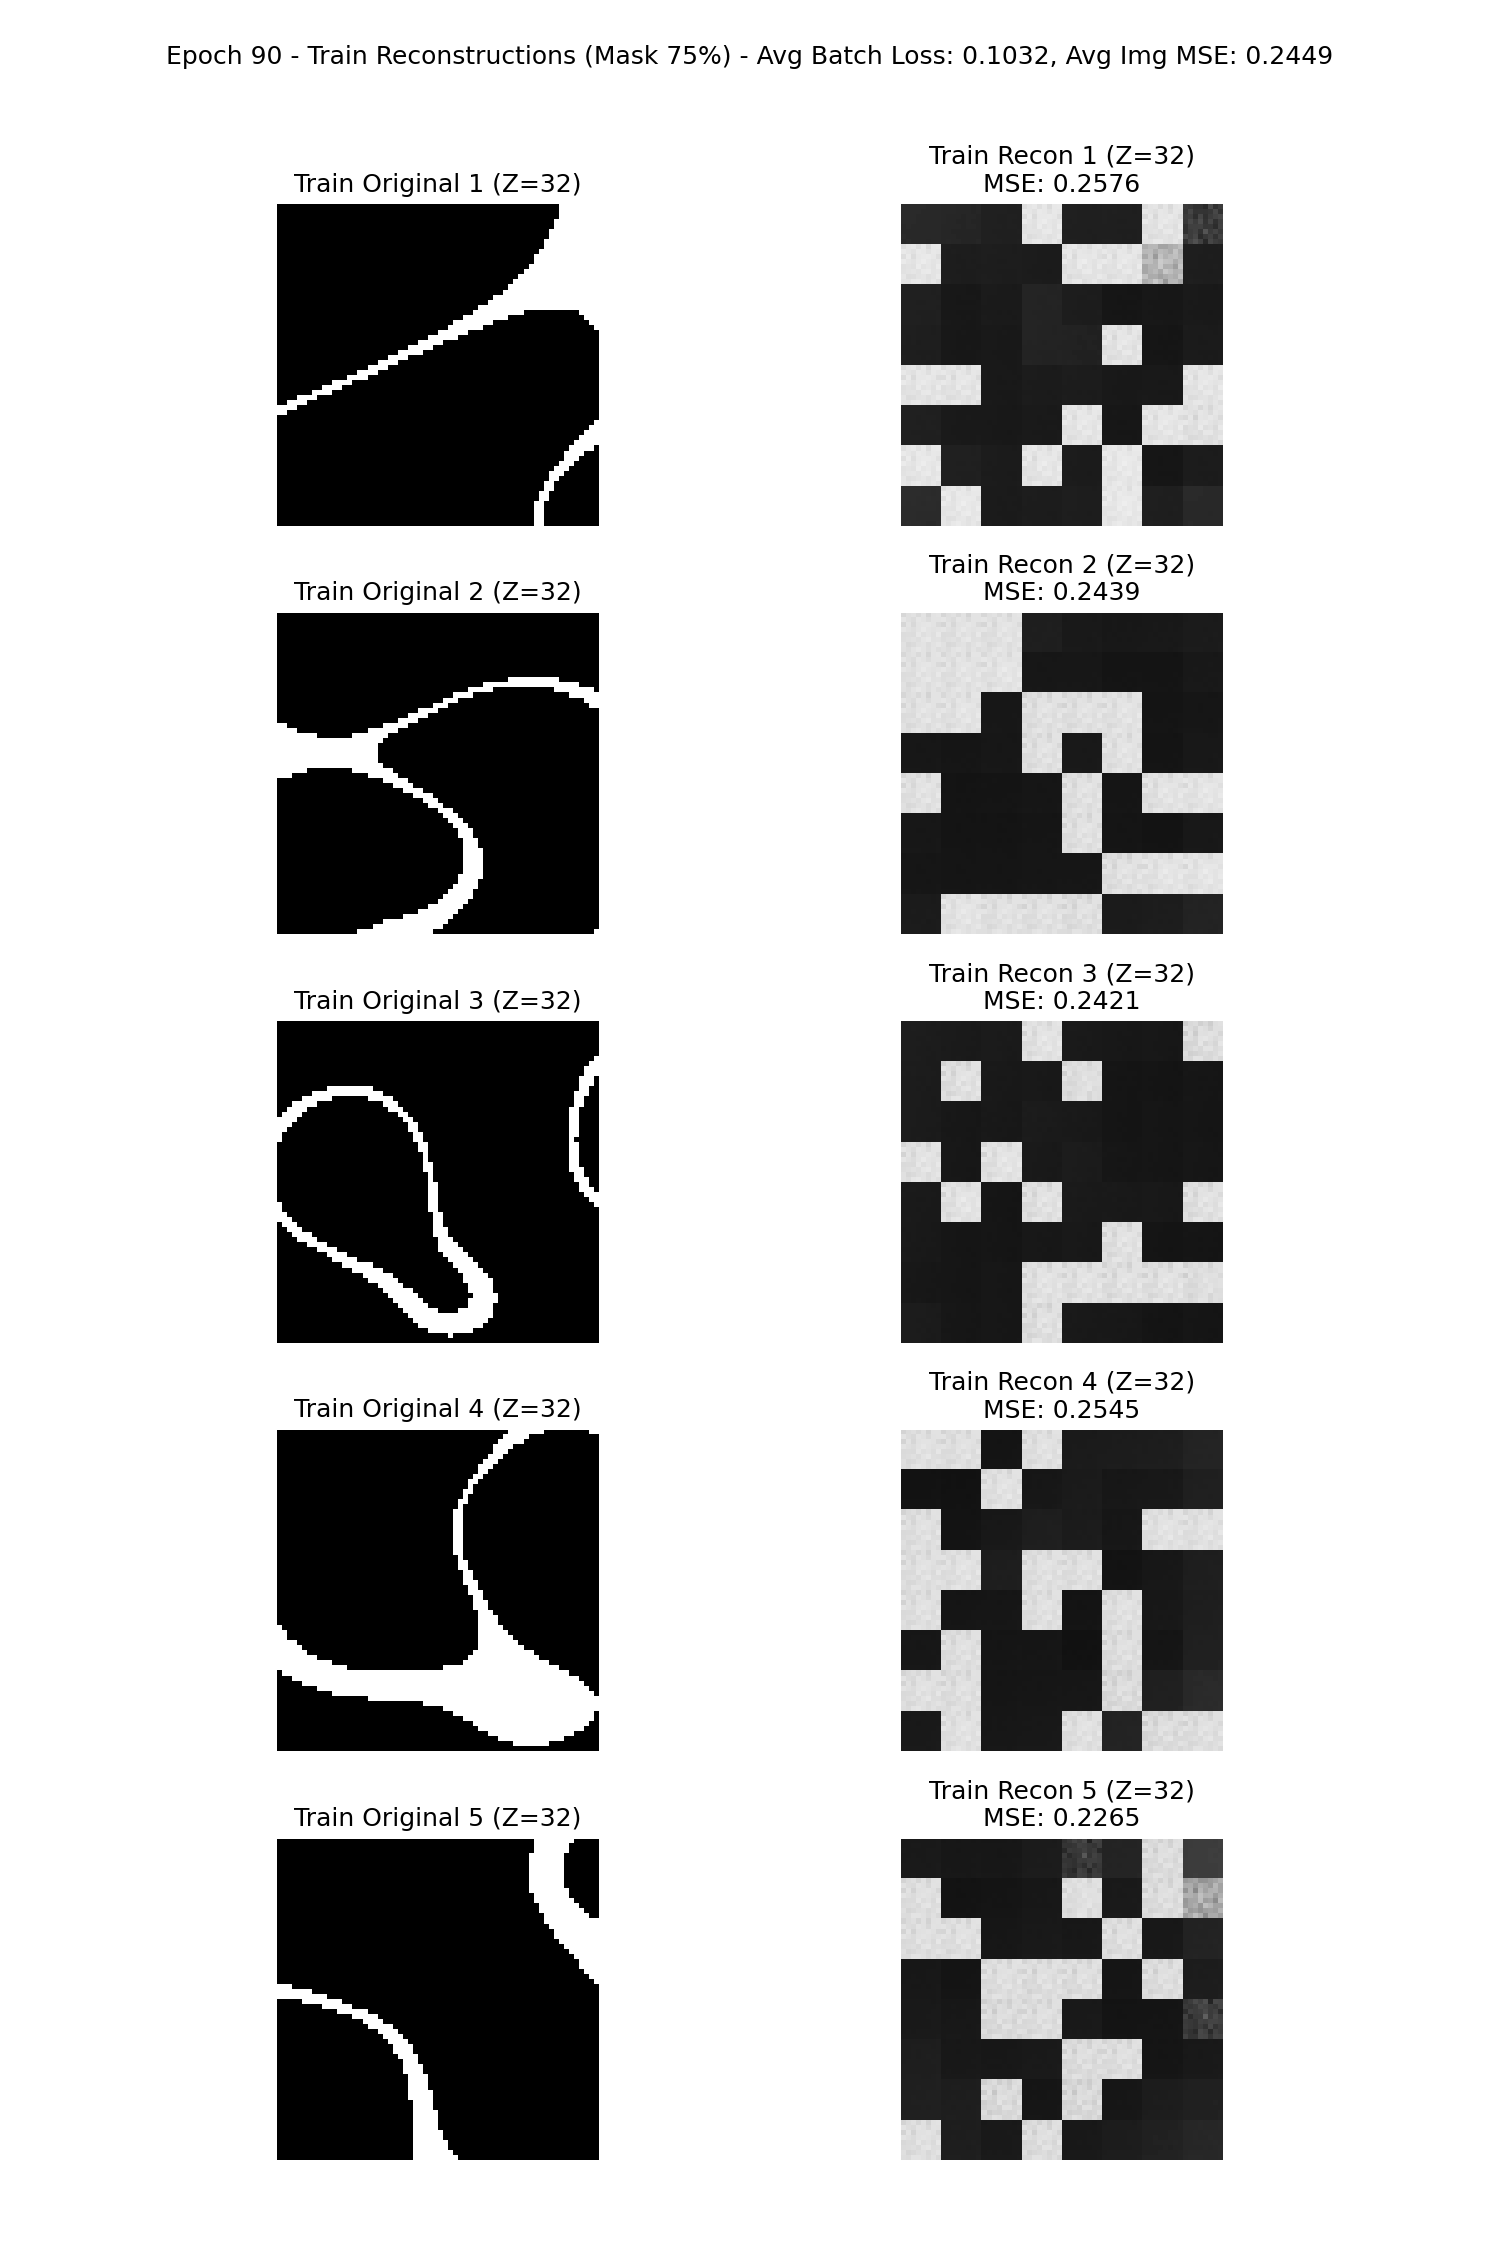 Epoch 90 - Train Reconstructions (Mask 75%) - Avg Batch Loss: 0.1032, Avg Img MSE: 0.2449
Train Original 1 (Z=32)
Train Recon 1 (Z=32)
MSE: 0.2576
Train Original 2 (Z=32)
Train Recon 2 (Z=32)
MSE: 0.2439
Train Original 3 (Z=32)
Train Recon 3 (Z=32)
MSE: 0.2421
Train Original 4 (Z=32)
Train Recon 4 (Z=32)
MSE: 0.2545
Train Original 5 (Z=32)
Train Recon 5 (Z=32)
MSE: 0.2265